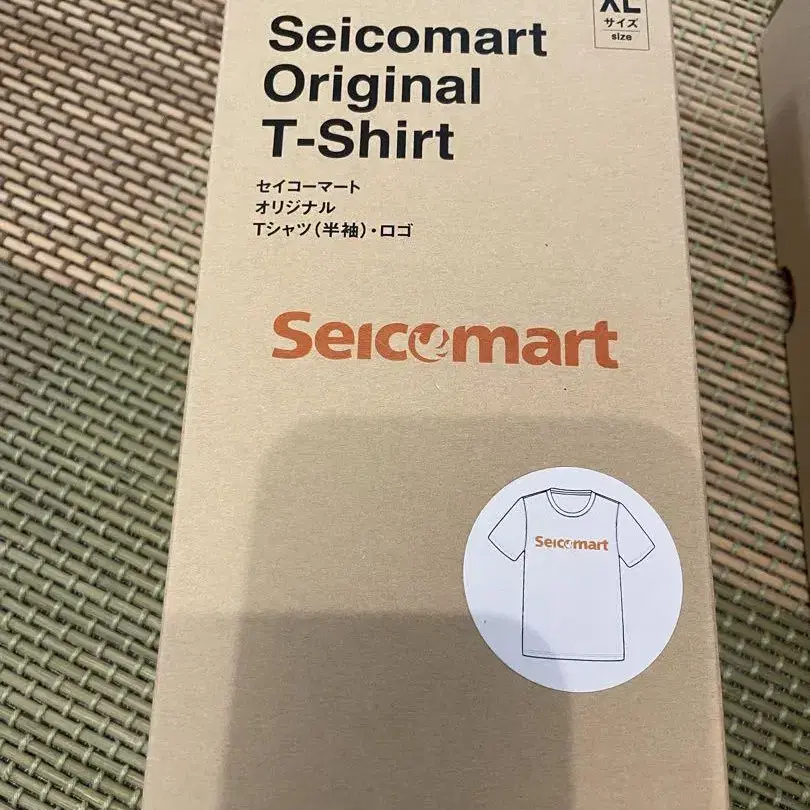 XL
サイズ
size
Seicomart
Original
T-Shirt
セイコーマート
オリジナル
Tシャツ(半袖)・ロゴ
Seicomart
Seicomart